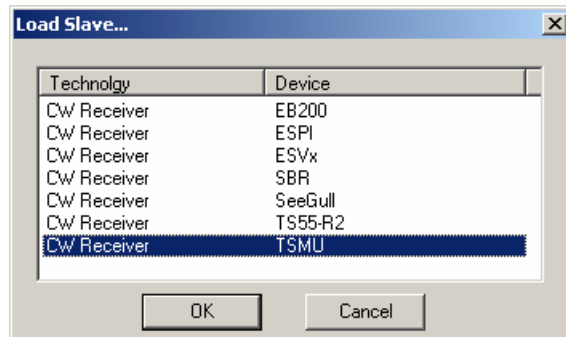 Load Slave...
Technolgy Device
CW Receiver EB200
CW Receiver ESPI
CW Receiver ESVx
CW Receiver SBR
CW Receiver SeeGull
CW Receiver TS55-R2
CW Receiver TSMU
OK Cancel